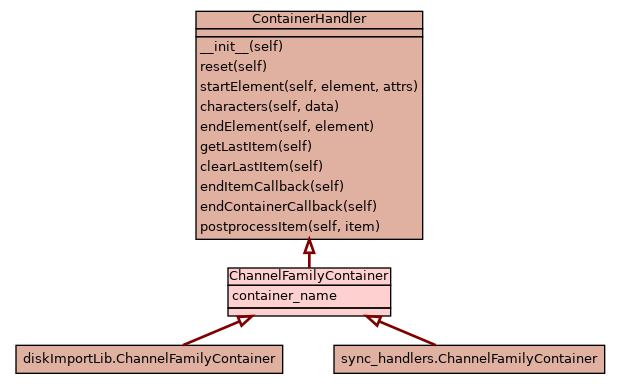 ContainerHandler
__init__(self)
reset(self)
startElement(self, element, attrs)
characters(self, data)
endElement(self, element)
getLastItem(self)
clearLastItem(self)
endItemCallback(self)
endContainerCallback(self)
postprocessItem(self, item)
ChannelFamilyContainer
container_name
diskImportLib.ChannelFamilyContainer
sync_handlers.ChannelFamilyContainer